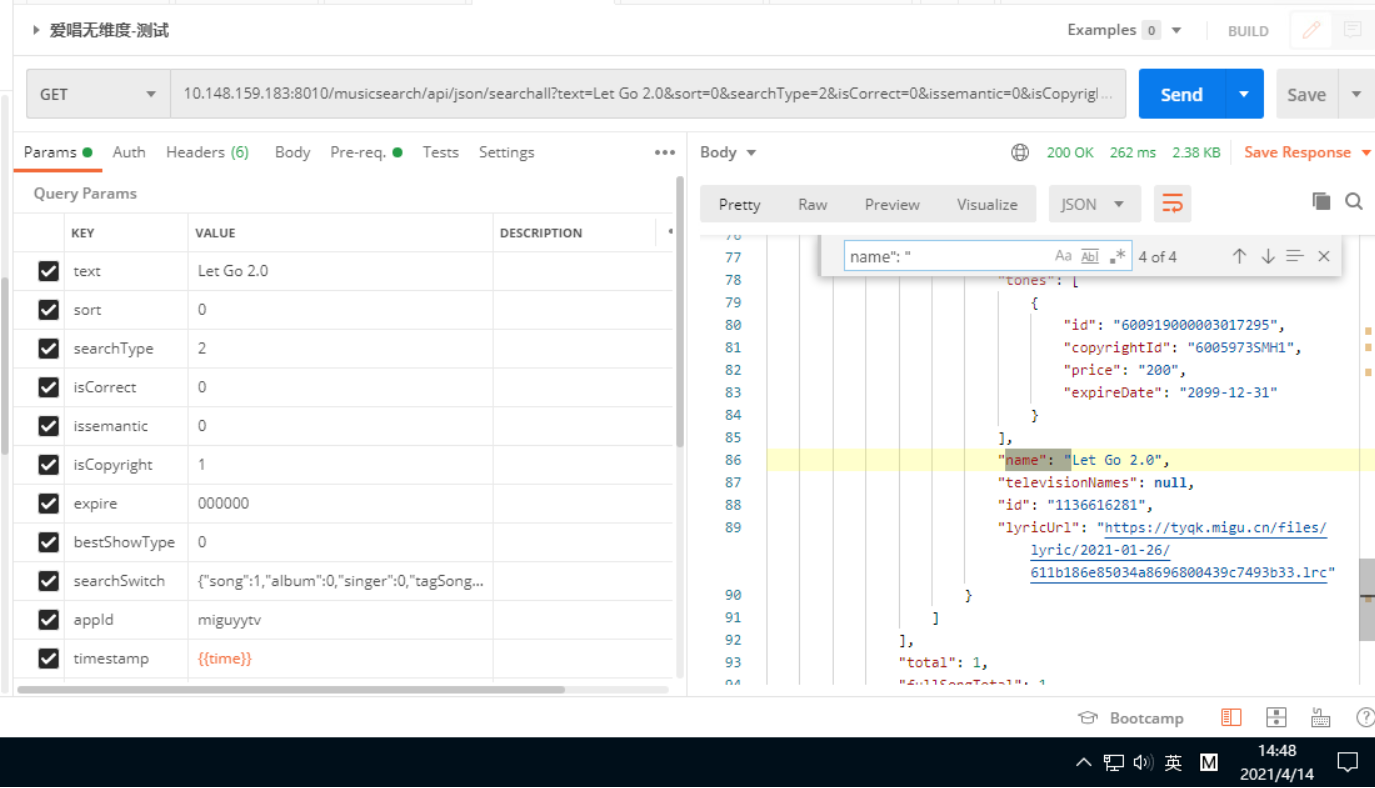 爱唱无维度-测试
Examples 0
BUILD
GET
10.148.159.183:8010/musicsearch/api/json/searchall?text=Let Go 2.0&sort=0&searchType=2&isCorrect=0&issemantic=0&isCopyrig...
Send
Save
Params
Auth
Headers (6)
Body
Pre-req.
Tests
Settings
Query Params
KEY VALUE DESCRIPTION
text Let Go 2.0
sort 0
searchType 2
isCorrect 0
issemantic 0
isCopyright 1
expire 000000
bestShowType 0
searchSwitch {"song":1,"album":0,"singer":0,"tagSong...
appId miguyytv
timestamp {{time}}
Body
200 OK 262 ms 2.38 KB Save Response
Pretty Raw Preview Visualize JSON
name": " Aa Abl .* 4 of 4
76
77
78 "tones": [
79 {
80 "id": "600919000003017295",
81 "copyrightId": "6005973SMH1",
82 "price": "200",
83 "expireDate": "2099-12-31"
84 }
85 ],
86 "name": "Let Go 2.0",
87 "televisionNames": null,
88 "id": "1136616281",
89 "lyricUrl": "https://tyqk.migu.cn/files/
lyric/2021-01-26/
611b186e85034a8696800439c7493b33.lrc"
90 }
91 ]
92 ],
93 "total": 1,
94 "fullSongTotal": 1
Bootcamp
英 M
14:48
2021/4/14